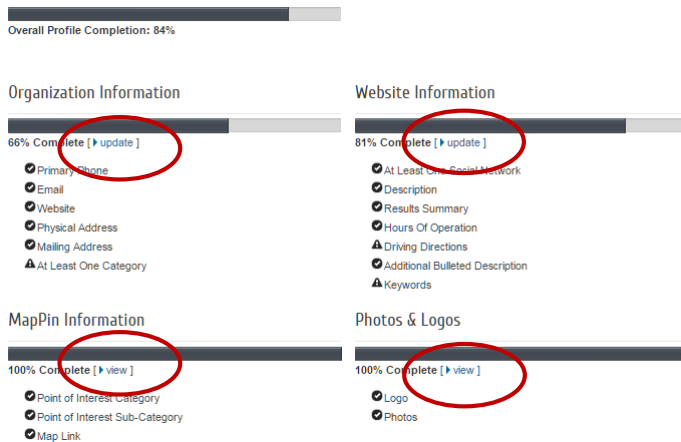 Overall Profile Completion: 84%
Organization Information
66% Complete [ update ]
Primary Phone
Email
Website
Physical Address
Mailing Address
At Least One Category
Website Information
81% Complete [ update ]
At Least One Social Network
Description
Results Summary
Hours Of Operation
Driving Directions
Additional Bulleted Description
Keywords
MapPin Information
100% Complete [ view ]
Point of Interest Category
Point of Interest Sub-Category
Map Link
Photos & Logos
100% Complete [ view ]
Logo
Photos